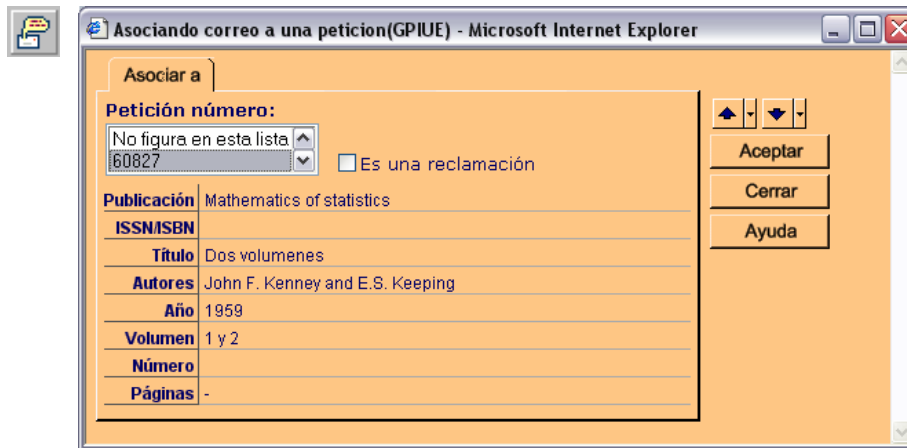 Asociando correo a una peticion(GPIUE) - Microsoft Internet Explorer
Asociar a
Petición número:
No figura en esta lista
60827
Es una reclamación
Aceptar
Cerrar
Ayuda
Publicación Mathematics of statistics
ISSN/ISBN
Título Dos volumenes
Autores John F. Kenney and E.S. Keeping
Año 1959
Volumen 1 y 2
Número
Páginas -